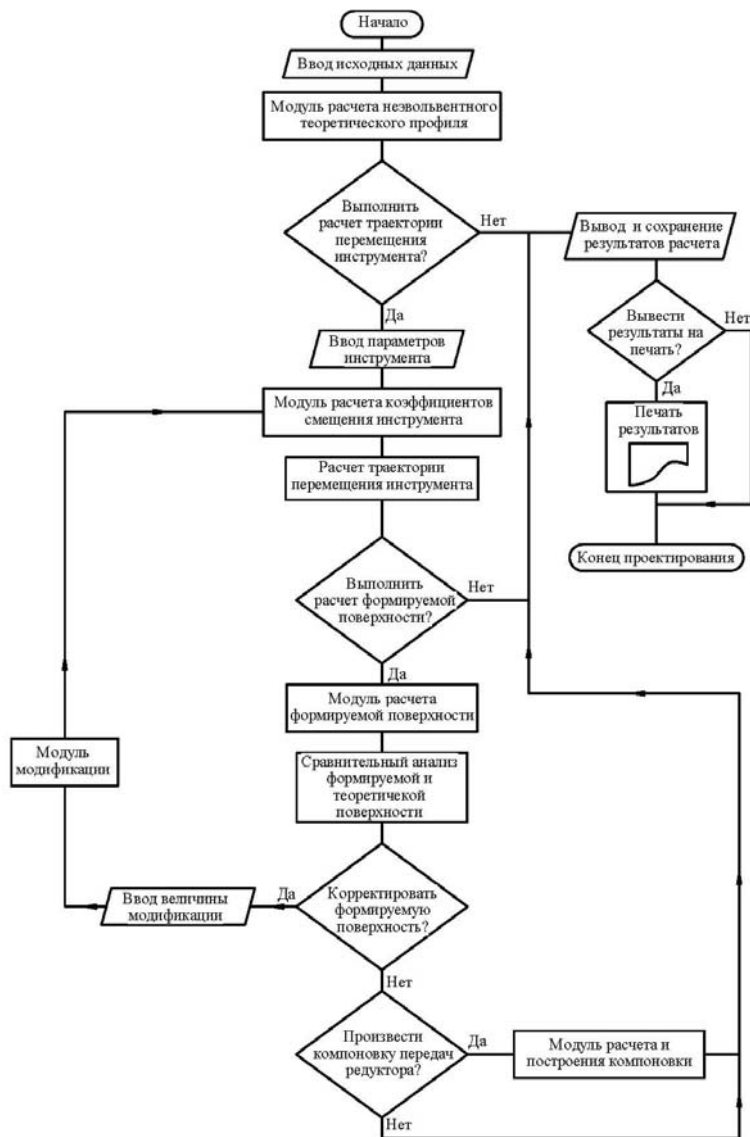 Начало
Ввод исходных данных
Модуль расчета неэвольвентного
теоретического профиля
Выполнить
расчет траектории
перемещения
инструмента?
Нет
Да
Вывод и сохранение
результатов расчета
Вывести
результаты на
печать?
Нет
Да
Печать
результатов
Конец проектирования
Ввод параметров
инструмента
Модуль расчета коэффициентов
смещения инструмента
Расчет траектории
перемещения инструмента
Выполнить
расчет формируемой
поверхности?
Нет
Да
Модуль расчета
формируемой поверхности
Сравнительный анализ
формируемой и
теоретичекой
поверхности
Модуль
модификации
Ввод величины
модификации
Да
Корректировать
формируемую
поверхность?
Нет
Произвести
компоновку передач
редуктора?
Да
Модуль расчета и
построения компоновки
Нет